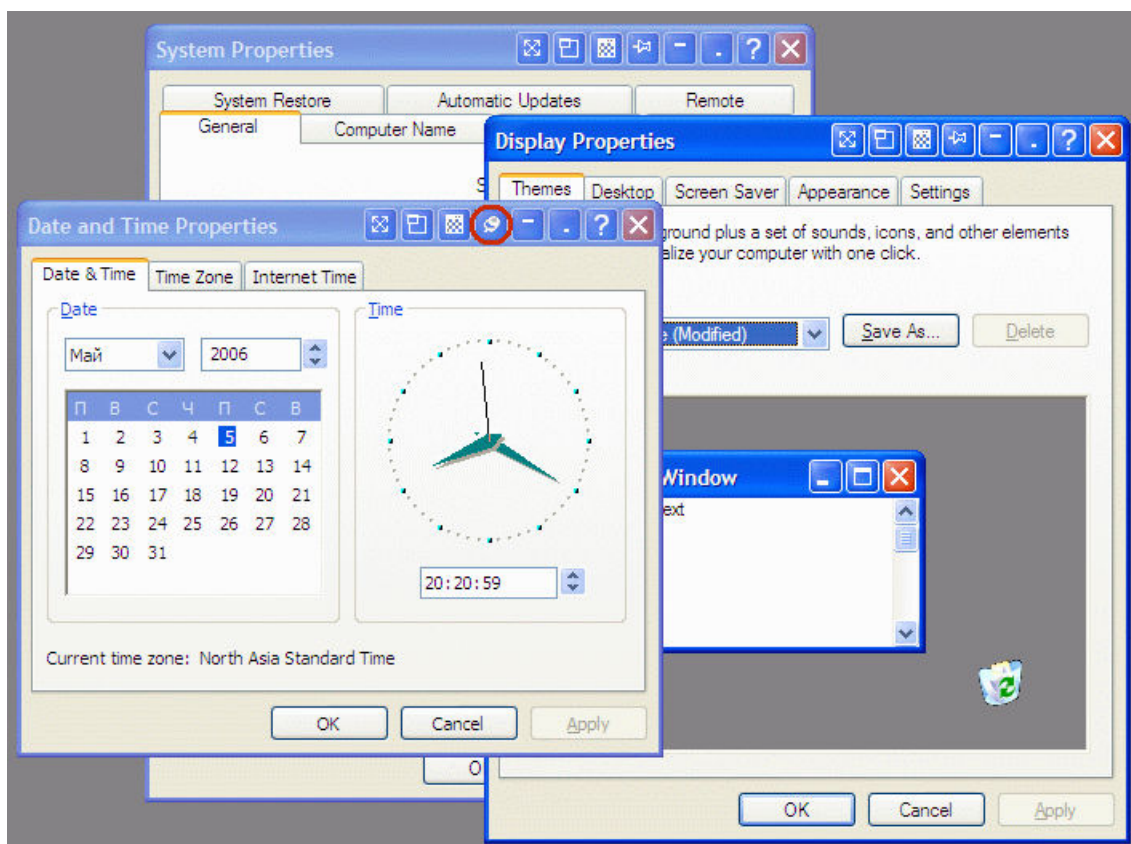 System Properties
System Restore
Automatic Updates
Remote
General
Computer Name
S
Display Properties
Themes
Desktop
Screen Saver
Appearance
Settings
ground plus a set of sounds, icons, and other elements
alize your computer with one click.
(Modified)
Save As...
Delete
Window
ext
OK
Cancel
Apply
Date and Time Properties
Date & Time
Time Zone
Internet Time
Date
Май
2006
П В С Ч П С В
1 2 3 4 5 6 7
8 9 10 11 12 13 14
15 16 17 18 19 20 21
22 23 24 25 26 27 28
29 30 31
Time
20:20:59
Current time zone: North Asia Standard Time
OK
Cancel
Apply
O